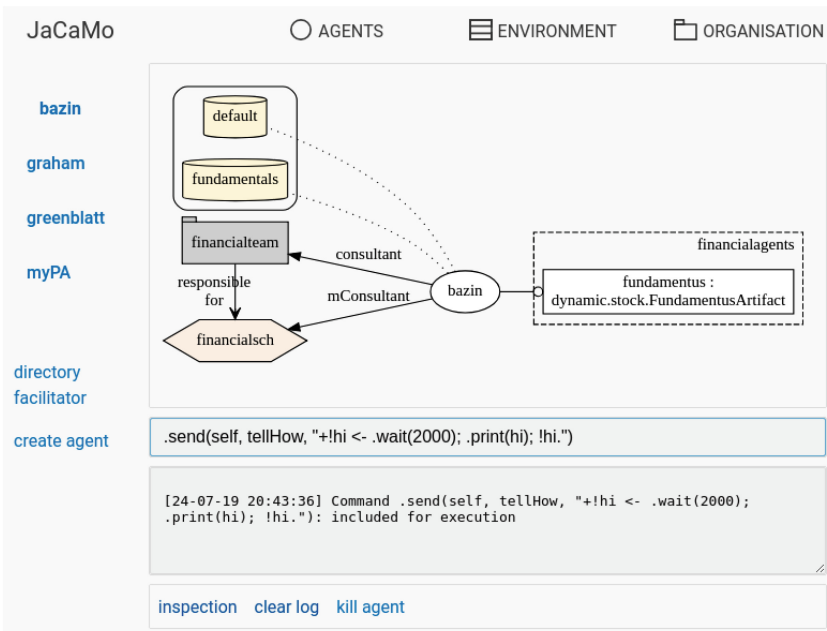 JaCaMo
AGENTS
ENVIRONMENT
ORGANISATION
bazin
graham
greenblatt
myPA
directory
facilitator
create agent
default
fundamentals
financialteam
consultant
responsible
for
mConsultant
financialsch
bazin
financialagents
fundamentus :
dynamic.stock.FundamentusArtifact
.send(self, tellHow, "+!hi <- .wait(2000); .print(hi); !hi.")
[24-07-19 20:43:36] Command .send(self, tellHow, "+!hi <- .wait(2000);
.print(hi); !hi."): included for execution
inspection clear log kill agent